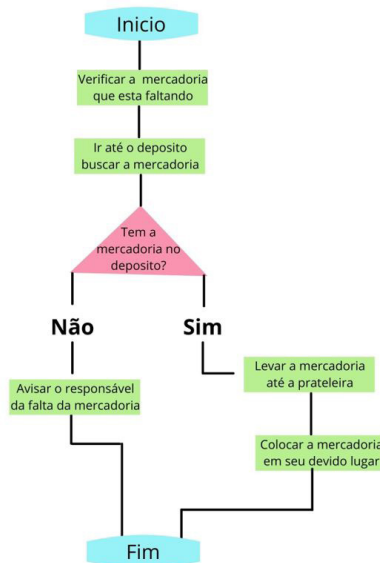 Inicio
Verificar a mercadoria
que esta faltando
Ir até o deposito
buscar a mercadoria
Tem a
mercadoria no
deposito?
Não
Sim
Avisar o responsável
da falta da mercadoria
Levar a mercadoria
até a prateleira
Colocar a mercadoria
em seu devido lugar
Fim